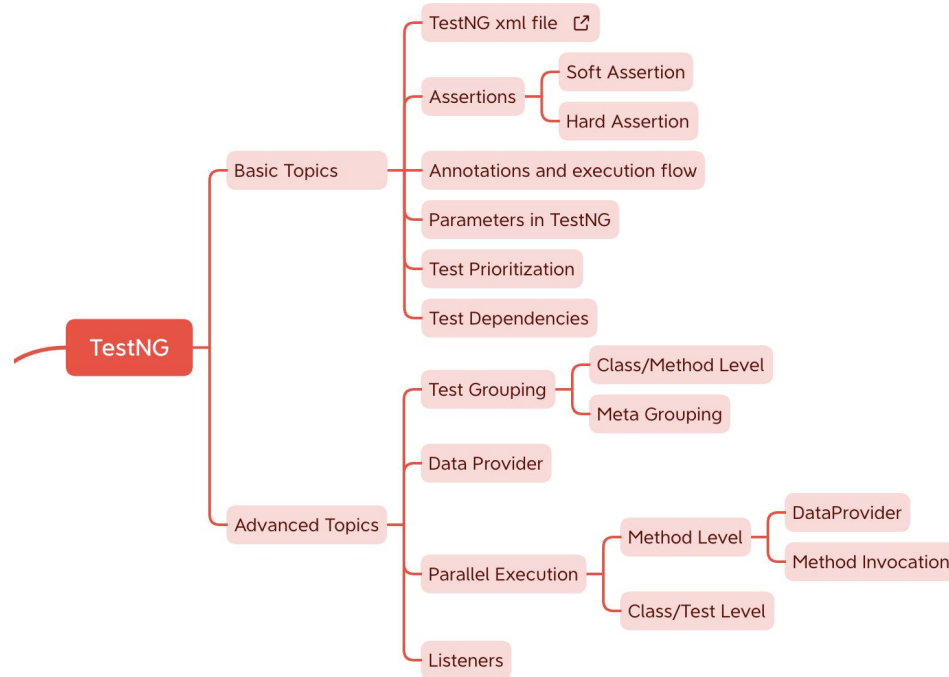 TestNG
Basic Topics
TestNG xml file
Assertions
Soft Assertion
Hard Assertion
Annotations and execution flow
Parameters in TestNG
Test Prioritization
Test Dependencies
Advanced Topics
Test Grouping
Class/Method Level
Meta Grouping
Data Provider
Parallel Execution
Method Level
DataProvider
Method Invocation
Class/Test Level
Listeners